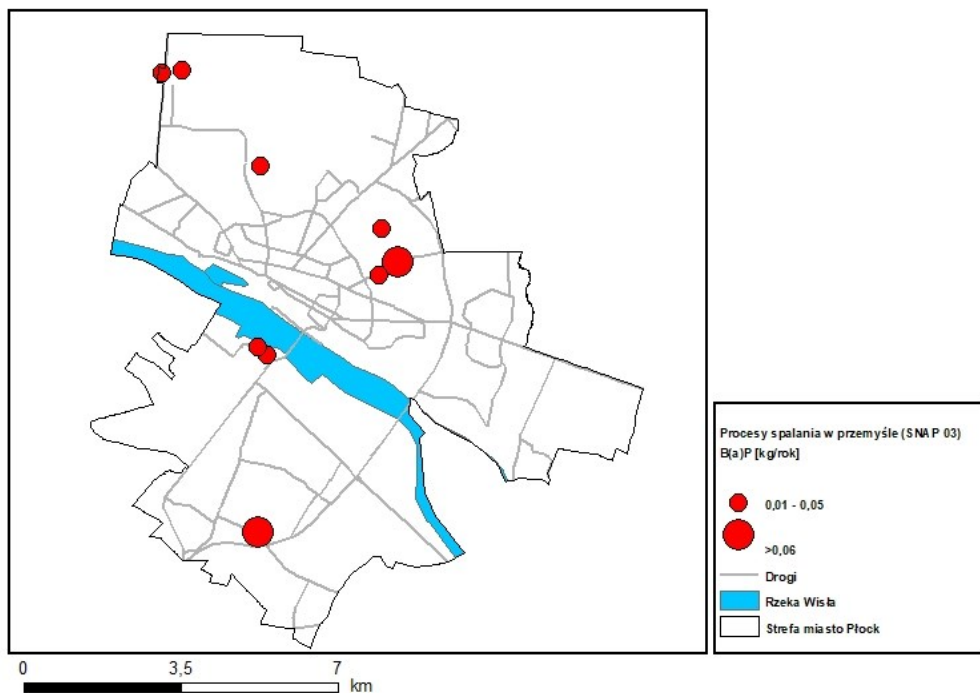 Procesy spalania w przemyśle (SNAP 03)
B(a)P [kg/rok]
0,01 - 0,05
>0,06
Drogi
Rzeka Wisła
Strefa miasto Płock
0 3,5 7
km